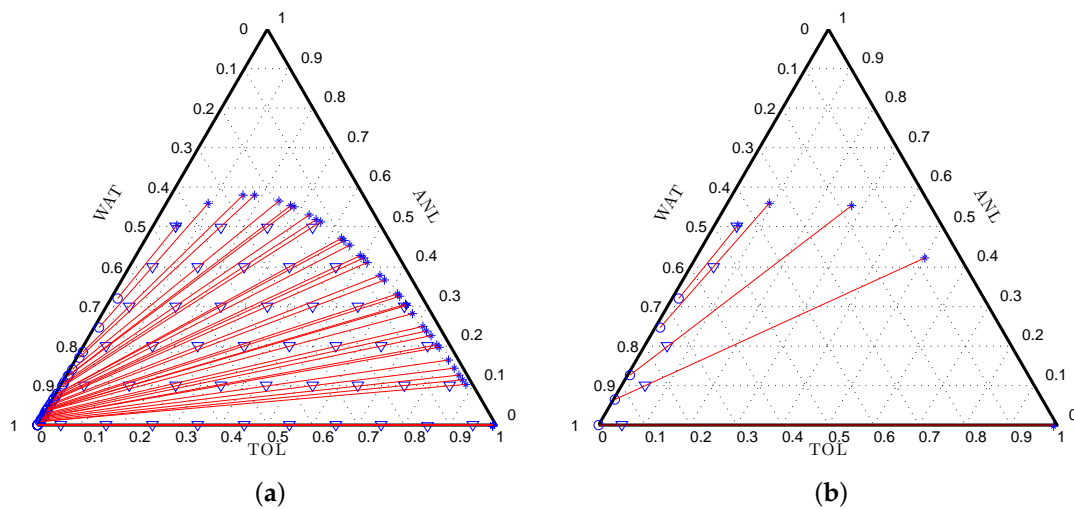 0 1 0 1
0.1 0.9 0.1 0.9
0.2 0.8 0.2 0.8
0.3 0.7 0.3 0.7
0.4 0.6 0.4 0.6
WAT ANL WAT ANL
0.5 0.5 0.5 0.5
0.6 0.4 0.6 0.4
0.7 0.3 0.7 0.3
0.8 0.2 0.8 0.2
0.9 0.1 0.9 0.1
1 0 1 0
0 0.1 0.2 0.3 0.4 0.5 0.6 0.7 0.8 0.9 1 0 0.1 0.2 0.3 0.4 0.5 0.6 0.7 0.8 0.9 1
TOL TOL
(a) (b)